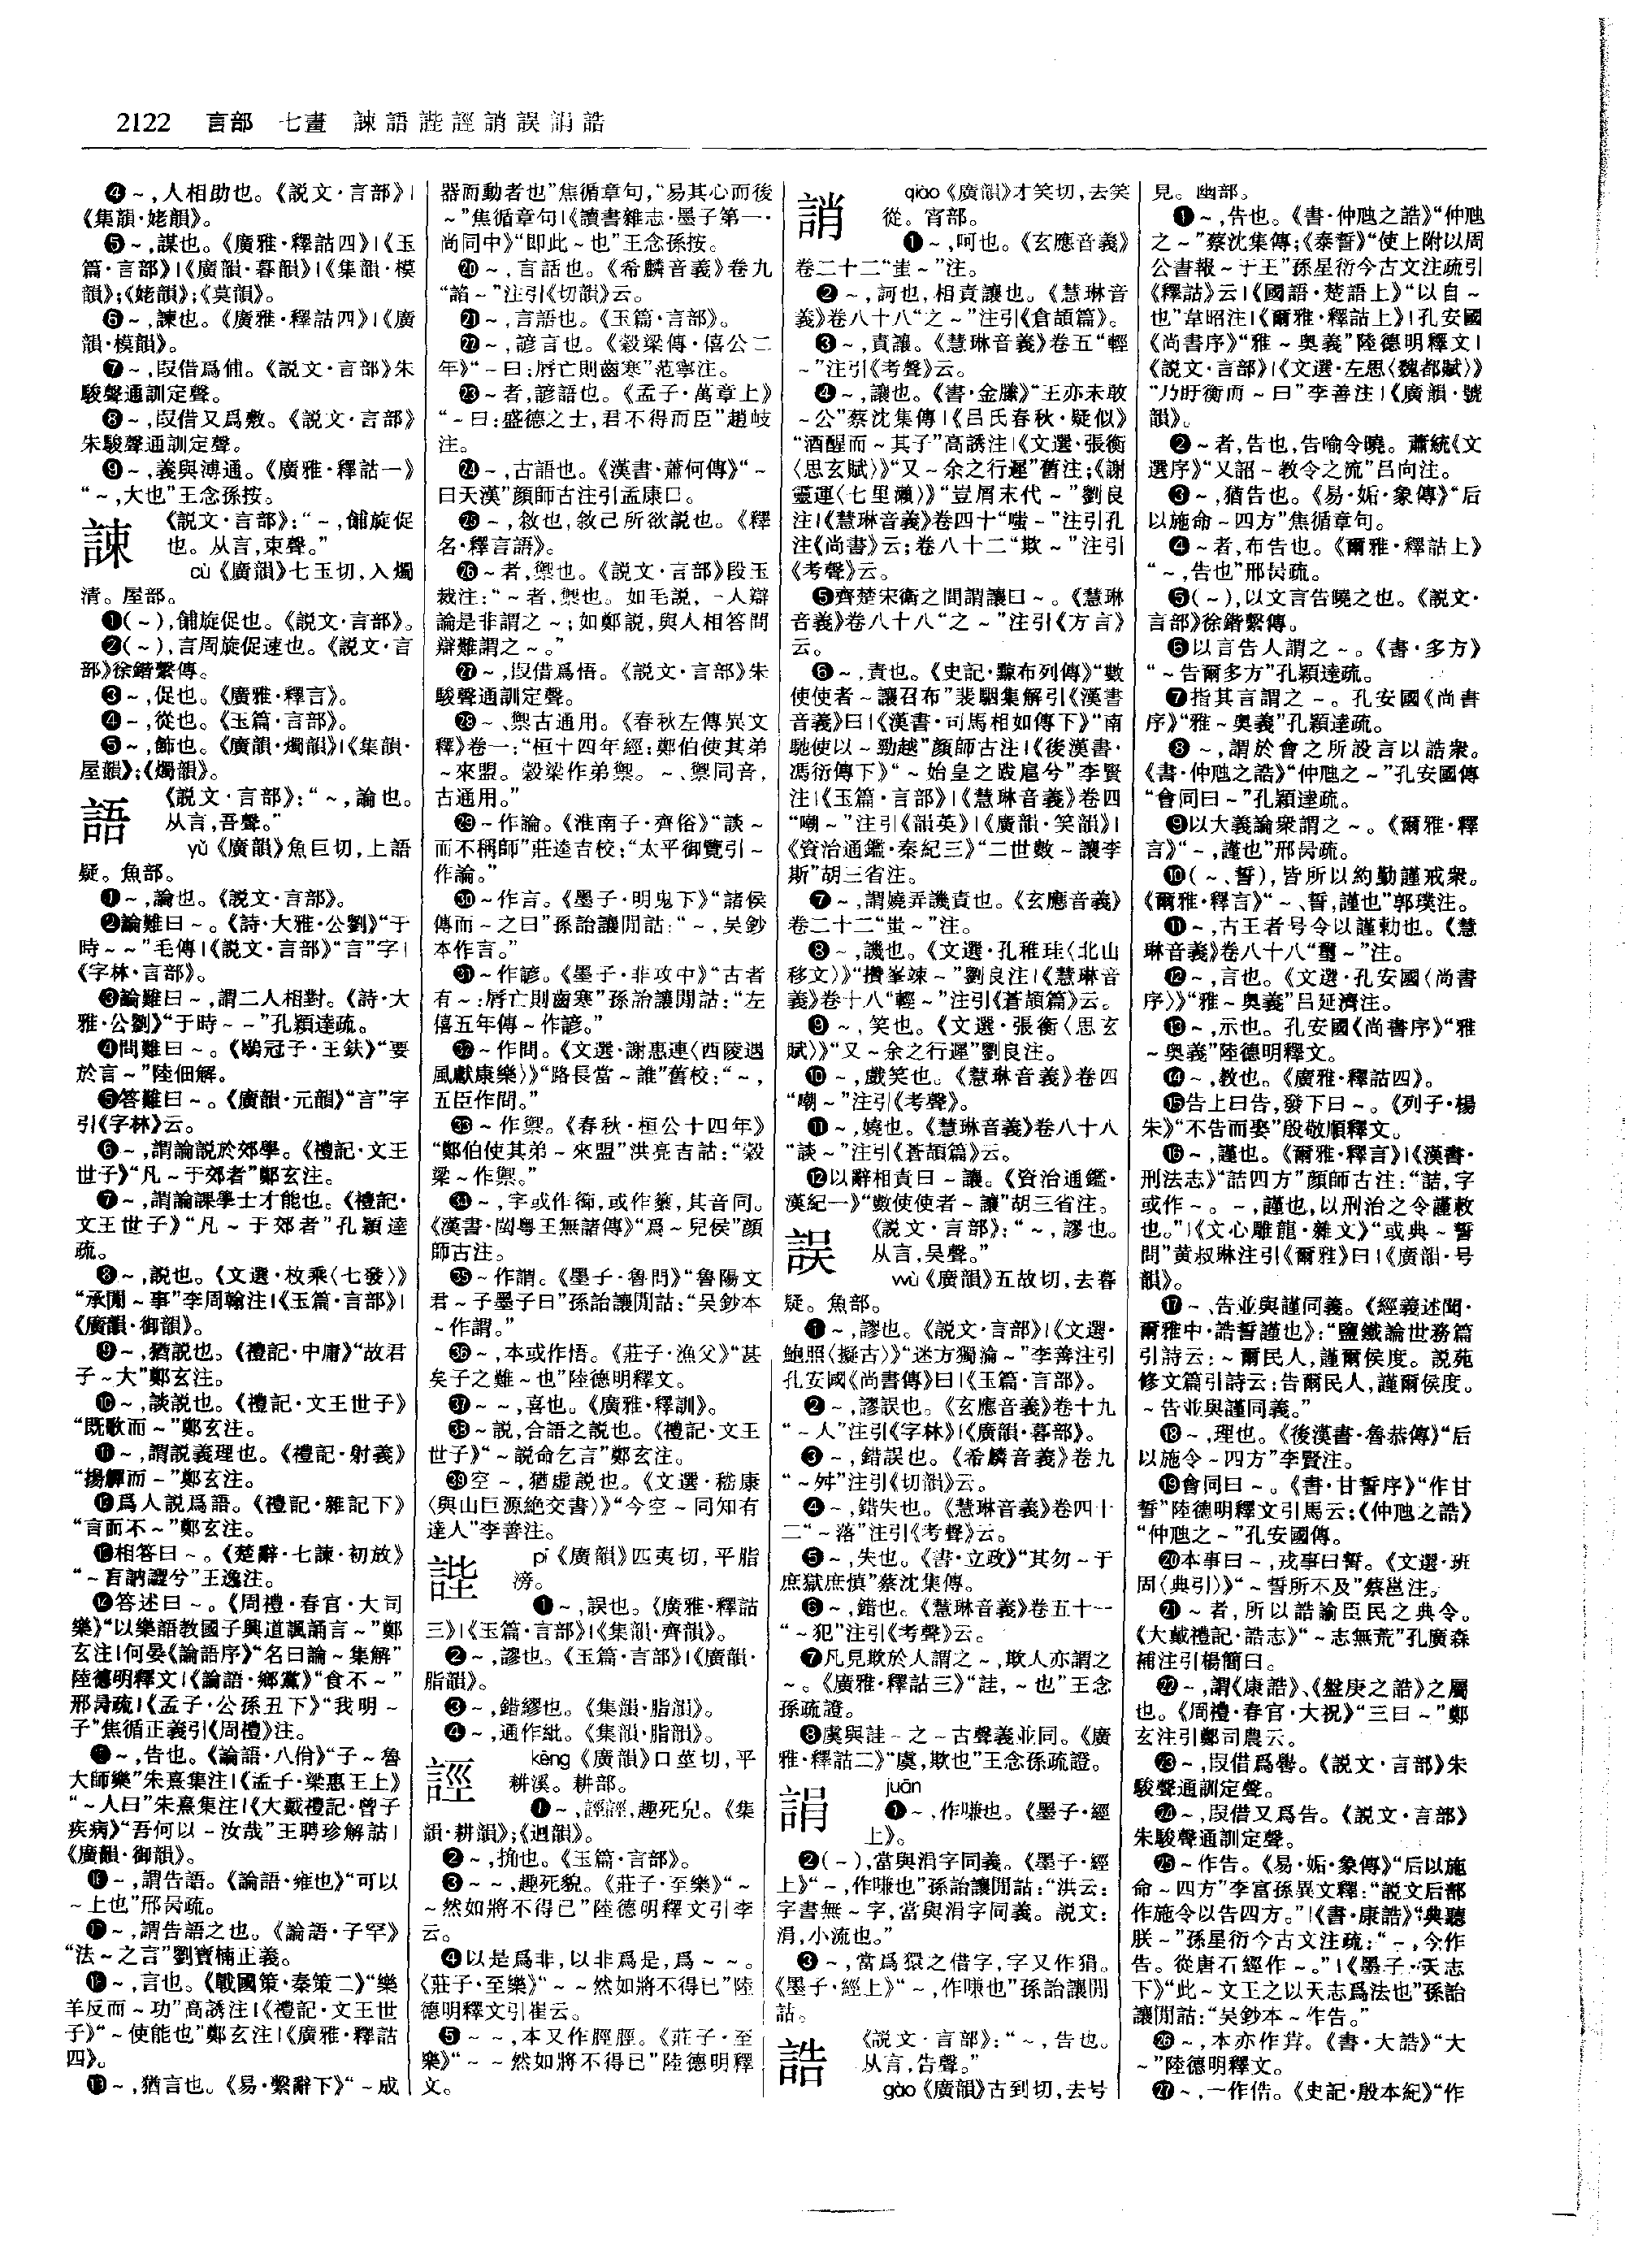 2122　言部　七畫　諫語誰誙誚誤誚誥
❹～,人相助也。《説文·言部》|
《集韻·姥韻》。
❺～,謀也。《廣雅·釋詁四》|《玉
篇·言部》|《廣韻·暮韻》|《集韻·模
韻》;《姥韻》;《莫韻》。
❻～,諫也。《廣雅·釋詁四》|《廣
韻·模韻》。
❼～,叚借爲俌。《説文·言部》朱
駿聲通訓定聲。
❽～,叚借又爲敷。《説文·言部》
朱駿聲通訓定聲。
❾～,義與溥通。《廣雅·釋詁一》
“～,大也”王念孫按。
諫
《説文·言部》:“～,餔旋促
也。从言,束聲。”
cù《廣韻》七玉切,入燭
清。屋部。
❶(～),餔旋促也。《説文·言部》。
❷(～),言周旋促速也。《説文·言
部》徐鍇繫傳。
❸～,促也。《廣雅·釋言》。
❹～,從也。《玉篇·言部》。
❺～,飾也。《廣韻·燭韻》|《集韻·
屋韻》;《燭韻》。
語
《説文·言部》:“～,論也。
从言,吾聲。”
yǔ《廣韻》魚巨切,上語
疑。魚部。
❶～,論也。《説文·言部》。
❷論難曰～。《詩·大雅·公劉》“于
時～～”毛傳|《説文·言部》“言”字|
《字林·言部》。
❸論難曰～,謂二人相對。《詩·大
雅·公劉》“于時～～”孔穎達疏。
❹問難曰～。《鶡冠子·王鈇》“要
於言～”陸佃解。
❺答難曰～。《廣韻·元韻》“言”字
引《字林》云。
❻～,謂論説於郊學。《禮記·文王
世子》“凡～于郊者”鄭玄注。
❼～,謂論課學士才能也。《禮記·
文王世子》“凡～于郊者”孔穎達
疏。
❽～,説也。《文選·枚乘〈七發〉》
“承閒～事”李周翰注|《玉篇·言部》|
《廣韻·御韻》。
❾～,猶説也。《禮記·中庸》“故君
子～大”鄭玄注。
❿～,談説也。《禮記·文王世子》
“既歌而～”鄭玄注。
⓫～,謂説義理也。《禮記·射義》
“揚觶而～”鄭玄注。
⓬爲人説爲語。《禮記·雜記下》
“言而不～”鄭玄注。
⓭相答曰～。《楚辭·七諫·初放》
“～言訥譅兮”王逸注。
⓮答述曰～。《周禮·春官·大司
樂》“以樂語教國子興道諷誦言～”鄭
玄注|何晏《論語序》“名曰論～集解”
陸德明釋文|《論語·鄉黨》“食不～”
邢昺疏|《孟子·公孫丑下》“我明～
子”焦循正義引《周禮》注。
⓯～,告也。《論語·八佾》“子～魯
大師樂”朱熹集注|《孟子·梁惠王上》
“～人曰”朱熹集注|《大戴禮記·曾子
疾病》“吾何以～汝哉”王聘珍解詁|
《廣韻·御韻》。
⓰～,謂告語。《論語·雍也》“可以
～上也”邢昺疏。
⓱～,謂告語之也。《論語·子罕》
“法～之言”劉寶楠正義。
⓲～,言也。《戰國策·秦策二》“樂
羊反而～功”高誘注|《禮記·文王世
子》“～使能也”鄭玄注|《廣雅·釋詁
四》。
⓳～,猶言也。《易·繫辭下》“～成
器而動者也”焦循章句,“易其心而後
～”焦循章句|《讀書雜志·墨子第一·
尚同中》“即此～也”王念孫按。
⓴～,言話也。《希麟音義》卷九
“諂～”注引《切韻》云。
㉑～,言語也。《玉篇·言部》。
㉒～,諺言也。《穀梁傳·僖公二
年》“～曰:脣亡則齒寒”范寧注。
㉓～者,諺語也。《孟子·萬章上》
“～曰:盛德之士,君不得而臣”趙岐
注。
㉔～,古語也。《漢書·蕭何傳》“～
曰天漢”顏師古注引孟康曰。
㉕～,敘也,敘己所欲説也。《釋
名·釋言語》。
㉖～者,禦也。《説文·言部》段玉
裁注:“～者,禦也。如毛説,一人辯
論是非謂之～;如鄭説,與人相答問
辯難謂之～。”
㉗～,叚借爲悟。《説文·言部》朱
駿聲通訓定聲。
㉘～、禦古通用。《春秋左傳異文
釋》卷一:“桓十四年經:鄭伯使其弟
～來盟。穀梁作弟禦。～、禦同音,
古通用。”
㉙～作論。《淮南子·齊俗》“談～
而不稱師”莊逵吉校:“太平御覽引～
作論。”
㉚～作言。《墨子·明鬼下》“諸侯
傳而～之曰”孫詒讓閒詁:“～,吴鈔
本作言。”
㉛～作諺。《墨子·非攻中》“古者
有～:脣亡則齒寒”孫詒讓閒詁:“左
僖五年傳～作諺。”
㉜～作問。《文選·謝惠連〈西陵遇
風獻康樂〉》“路長當～誰”舊校:“～,
五臣作問。”
㉝～作禦。《春秋·桓公十四年》
“鄭伯使其弟～來盟”洪亮吉詁:“穀
梁～作禦。”
㉞～,字或作衙,或作篽,其音同。
《漢書·閩粤王無諸傳》“爲～兒侯”顏
師古注。
㉟～作謂。《墨子·魯問》“魯陽文
君～子墨子曰”孫詒讓閒詁:“吴鈔本
～作謂。”
㊱～,本或作悟。《莊子·漁父》“甚
矣子之難～也”陸德明釋文。
㊲～～,喜也。《廣雅·釋訓》。
㊳～説,合語之説也。《禮記·文王
世子》“～説命乞言”鄭玄注。
㊴空～,猶虚説也。《文選·嵇康
〈與山巨源絶交書〉》“今空～同知有
達人”李善注。
pī《廣韻》匹夷切,平脂
滂。
❶～,誤也。《廣雅·釋詁
三》|《玉篇·言部》|《集韻·齊韻》。
❷～,謬也。《玉篇·言部》|《廣韻·
脂韻》。
❸～,錯繆也。《集韻·脂韻》。
❹～,通作紕。《集韻·脂韻》。
誙
kēng《廣韻》口莖切,平
耕溪。耕部。
❶～,誙誙,趣死皃。《集
韻·耕韻》;《迥韻》。
❷～,挩也。《玉篇·言部》。
❸～～,趣死貌。《莊子·至樂》“～
～然如將不得已”陸德明釋文引李
云。
❹以是爲非,以非爲是,爲～～。
《莊子·至樂》“～～然如將不得已”陸
德明釋文引崔云。
❺～～,本又作脛脛。《莊子·至
樂》“～～然如將不得已”陸德明釋
文。
誚
qiào《廣韻》才笑切,去笑
從。宵部。
❶～,呵也。《玄應音義》
卷二十二“蚩～”注。
❷～,訶也,相責讓也。《慧琳音
義》卷八十八“之～”注引《倉頡篇》。
❸～,責讓。《慧琳音義》卷五“輕
～”注引《考聲》云。
❹～,讓也。《書·金縢》“王亦未敢
～公”蔡沈集傳|《吕氏春秋·疑似》
“酒醒而～其子”高誘注|《文選·張衡
〈思玄賦〉》“又～余之行遲”舊注;《謝
靈運〈七里瀨〉》“豈屑末代～”劉良
注|《慧琳音義》卷四十“嗤～”注引孔
注《尚書》云;卷八十二“欺～”注引
《考聲》云。
❺齊楚宋衛之間謂讓曰～。《慧琳
音義》卷八十八“之～”注引《方言》
云。
❻～,責也。《史記·黥布列傳》“數
使使者～讓召布”裴駰集解引《漢書
音義》曰|《漢書·司馬相如傳下》“南
馳使以～勁越”顏師古注|《後漢書·
馮衍傳下》“～始皇之跋扈兮”李賢
注|《玉篇·言部》|《慧琳音義》卷四
“嘲～”注引《韻英》|《廣韻·笑韻》|
《資治通鑑·秦紀三》“二世數～讓李
斯”胡三省注。
❼～,謂嬈弄譏責也。《玄應音義》
卷二十二“蚩～”注。
❽～,譏也。《文選·孔稚珪〈北山
移文〉》“攢峯竦～”劉良注|《慧琳音
義》卷十八“輕～”注引《蒼頡篇》云。
❾～,笑也。《文選·張衡〈思玄
賦〉》“又～余之行遲”劉良注。
❿～,戲笑也。《慧琳音義》卷四
“嘲～”注引《考聲》。
⓫～,嬈也。《慧琳音義》卷八十八
“談～”注引《蒼頡篇》云。
⓬以辭相責曰～讓。《資治通鑑·
漢紀一》“數使使者～讓”胡三省注。
誤
《説文·言部》:“～,謬也。
从言,吴聲。”
wù《廣韻》五故切,去暮
疑。魚部。
❶～,謬也。《説文·言部》|《文選·
鮑照〈擬古〉》“迷方獨淪～”李善注引
孔安國《尚書傳》曰|《玉篇·言部》。
❷～,謬誤也。《玄應音義》卷十九
“～人”注引《字林》|《廣韻·暮部》。
❸～,錯誤也。《希麟音義》卷九
“～舛”注引《切韻》云。
❹～,錯失也。《慧琳音義》卷四十
二“～落”注引《考聲》云。
❺～,失也。《書·立政》“其勿～于
庶獄庶慎”蔡沈集傳。
❻～,錯也。《慧琳音義》卷五十一
“～犯”注引《考聲》云。
❼凡見欺於人謂之～,欺人亦謂之
～。《廣雅·釋詁三》“詿,～也”王念
孫疏證。
❽虞與詿～之～古聲義並同。《廣
雅·釋詁二》“虞,欺也”王念孫疏證。
juān
❶～,作嗛也。《墨子·經
上》。
❷(～),當與涓字同義。《墨子·經
上》“～,作嗛也”孫詒讓閒詁:“洪云:
字書無～字,當與涓字同義。説文:
涓,小流也。”
❸～,當爲獧之借字,字又作狷。
《墨子·經上》“～,作嗛也”孫詒讓閒
詁。
誥
《説文·言部》:“～,告也。
从言,告聲。”
gào《廣韻》古到切,去号
見。幽部。
❶～,告也。《書·仲虺之誥》“仲虺
之～”蔡沈集傳;《泰誓》“使上附以周
公書報～于王”孫星衍今古文注疏引
《釋詁》云|《國語·楚語上》“以自～
也”韋昭注|《爾雅·釋詁上》|孔安國
《尚書序》“雅～奥義”陸德明釋文|
《説文·言部》|《文選·左思〈魏都賦〉》
“乃盱衡而～曰”李善注|《廣韻·號
韻》。
❷～者,告也,告喻令曉。蕭統《文
選序》“又詔～教令之流”吕向注。
❸～,猶告也。《易·姤·象傳》“后
以施命～四方”焦循章句。
❹～者,布告也。《爾雅·釋詁上》
“～,告也”邢昺疏。
❺(～),以文言告曉之也。《説文·
言部》徐鍇繫傳。
❻以言告人謂之～。《書·多方》
“～告爾多方”孔穎達疏。
❼指其言謂之～。孔安國《尚書
序》“雅～奥義”孔穎達疏。
❽～,謂於會之所設言以誥衆。
《書·仲虺之誥》“仲虺之～”孔安國傳
“會同曰～”孔穎達疏。
❾以大義諭衆謂之～。《爾雅·釋
言》“～,謹也”邢昺疏。
❿(～、誓),皆所以約勤謹戒衆。
《爾雅·釋言》“～、誓,謹也”郭璞注。
⓫～,古王者号令以謹勑也。《慧
琳音義》卷八十八“璽～”注。
⓬～,言也。《文選·孔安國〈尚書
序〉》“雅～奥義”吕延濟注。
⓭～,示也。孔安國《尚書序》“雅
～奥義”陸德明釋文。
⓮～,教也。《廣雅·釋詁四》。
⓯告上曰告,發下曰～。《列子·楊
朱》“不告而娶”殷敬順釋文。
⓰～,謹也。《爾雅·釋言》|《漢書·
刑法志》“詰四方”顏師古注:“詰,字
或作～。～,謹也,以刑治之令謹敕
也。”|《文心雕龍·雜文》“或典～誓
問”黄叔琳注引《爾雅》曰|《廣韻·号
韻》。
⓱～、告並與謹同義。《經義述聞·
爾雅中·誥誓謹也》:“鹽鐵論世務篇
引詩云:～爾民人,謹爾侯度。説苑
修文篇引詩云:告爾民人,謹爾侯度。
～告並與謹同義。”
⓲～,理也。《後漢書·魯恭傳》“后
以施令～四方”李賢注。
⓳會同曰～。《書·甘誓序》“作甘
誓”陸德明釋文引馬云;《仲虺之誥》
“仲虺之～”孔安國傳。
⓴本事曰～,戎事曰誓。《文選·班
固〈典引〉》“～誓所不及”蔡邕注。
㉑～者,所以誥諭臣民之典令。
《大戴禮記·誥志》“～志無荒”孔廣森
補注引楊簡曰。
㉒～,謂《康誥》、《盤庚之誥》之屬
也。《周禮·春官·大祝》“三曰～”鄭
玄注引鄭司農云。
㉓～,叚借爲嚳。《説文·言部》朱
駿聲通訓定聲。
㉔～,叚借又爲告。《説文·言部》
朱駿聲通訓定聲。
㉕～作告。《易·姤·象傳》“后以施
命～四方”李富孫異文釋:“説文后部
作施令以告四方。”|《書·康誥》“典聽
朕～”孫星衍今古文注疏:“～,今作
告。從唐石經作～。”|《墨子·天志
下》“此～文王之以天志爲法也”孫詒
讓閒詁:“吴鈔本～作告。”
㉖～,本亦作𢍎。《書·大誥》“大
～”陸德明釋文。
㉗～,一作俈。《史記·殷本紀》“作